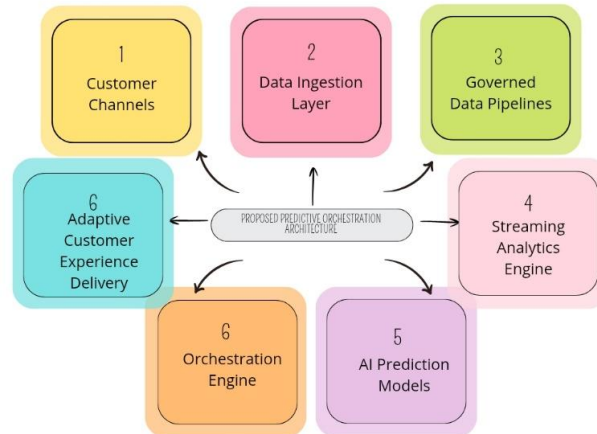 1
Customer
Channels
2
Data Ingestion
Layer
3
Governed
Data Pipelines
6
Adaptive
Customer
Experience
Delivery
PROPOSED PREDICTIVE ORCHESTRATION
ARCHITECTURE
4
Streaming
Analytics
Engine
6
Orchestration
Engine
5
AI Prediction
Models